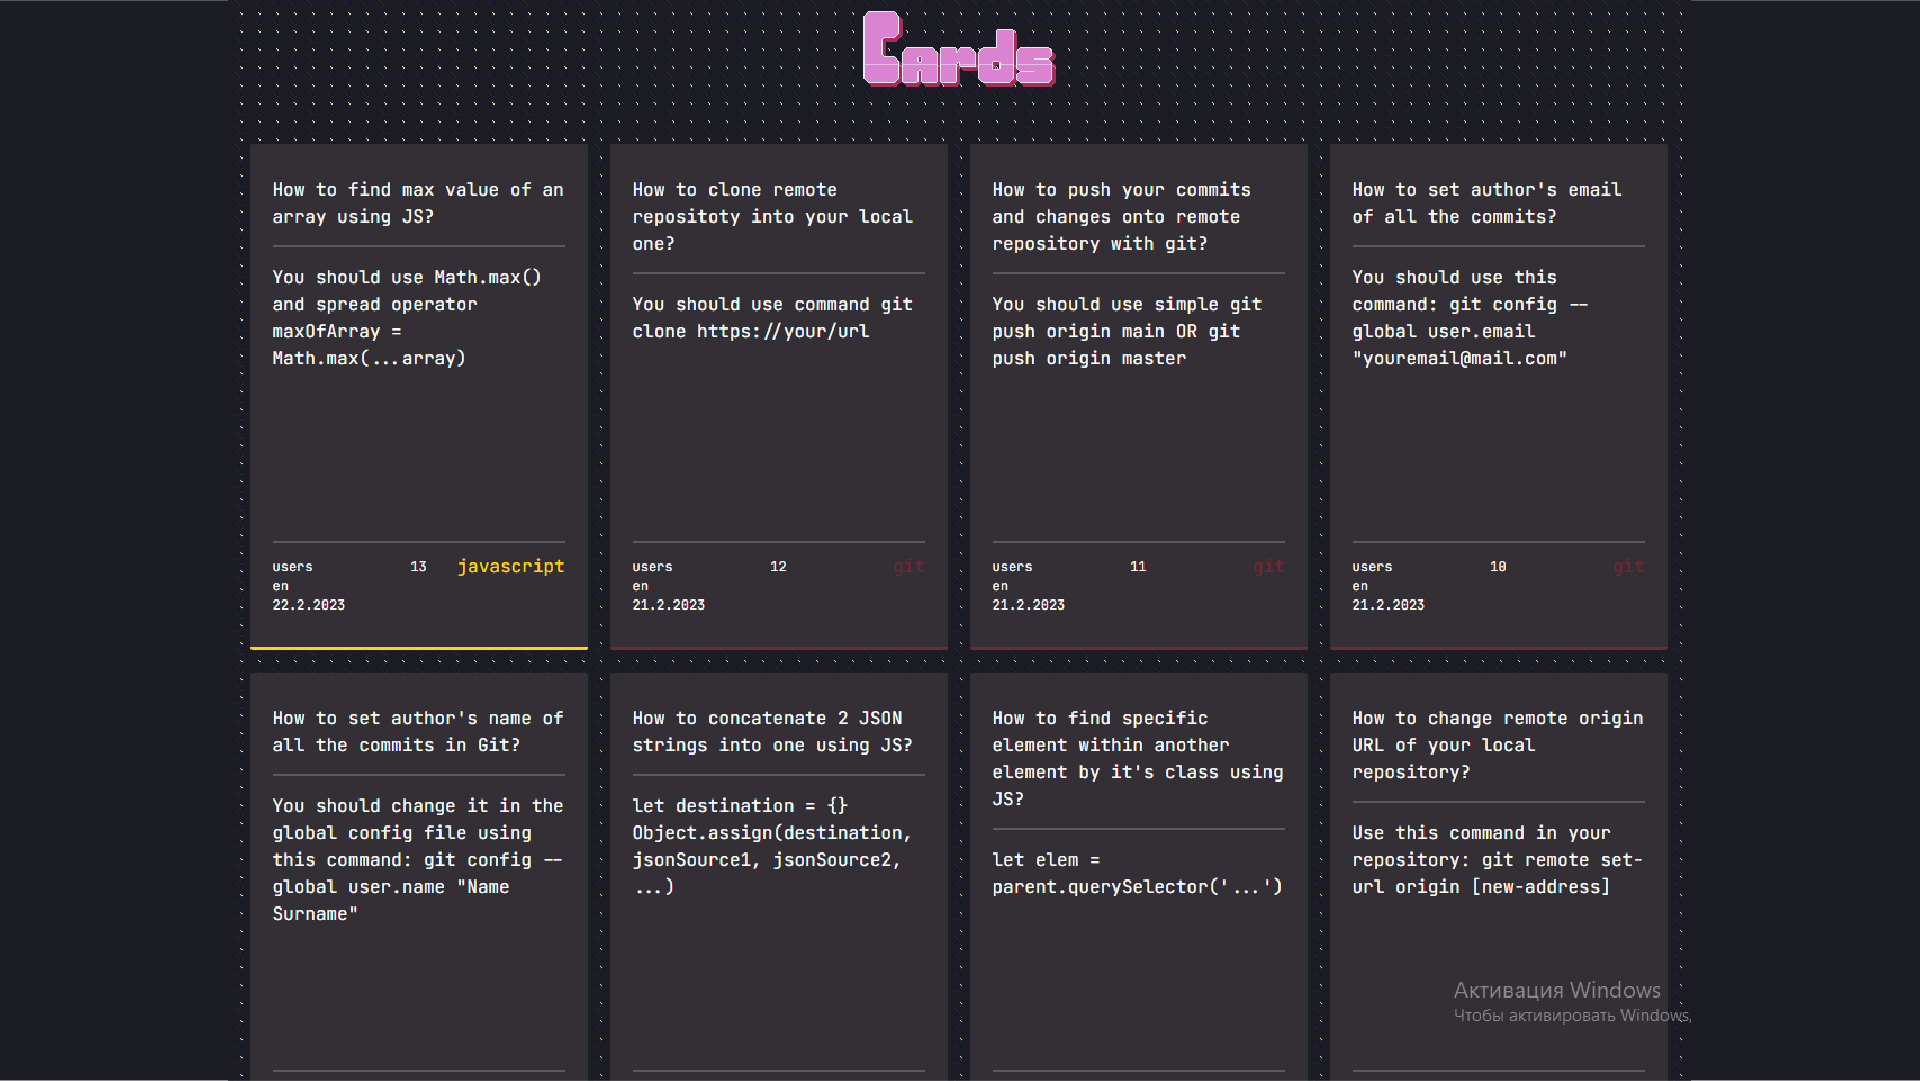 Cards
How to find max value of an
array using JS?
You should use Math.max()
and spread operator
maxOfArray =
Math.max(...array)
users 13 javascript
en
22.2.2023
How to clone remote
repositoty into your local
one?
You should use command git
clone https://your/url
users 12 git
en
21.2.2023
How to push your commits
and changes onto remote
repository with git?
You should use simple git
push origin main OR git
push origin master
users 11 git
en
21.2.2023
How to set author's email
of all the commits?
You should use this
command: git config --
global user.email
"youremail@mail.com"
users 10 git
en
21.2.2023
How to set author's name of
all the commits in Git?
You should change it in the
global config file using
this command: git config --
global user.name "Name
Surname"
How to concatenate 2 JSON
strings into one using JS?
let destination = {}
Object.assign(destination,
jsonSource1, jsonSource2,
...)
How to find specific
element within another
element by it's class using
JS?
let elem =
parent.querySelector('...')
How to change remote origin
URL of your local
repository?
Use this command in your
repository: git remote set-
url origin [new-address]
Активация Windows
Чтобы активировать Windows,